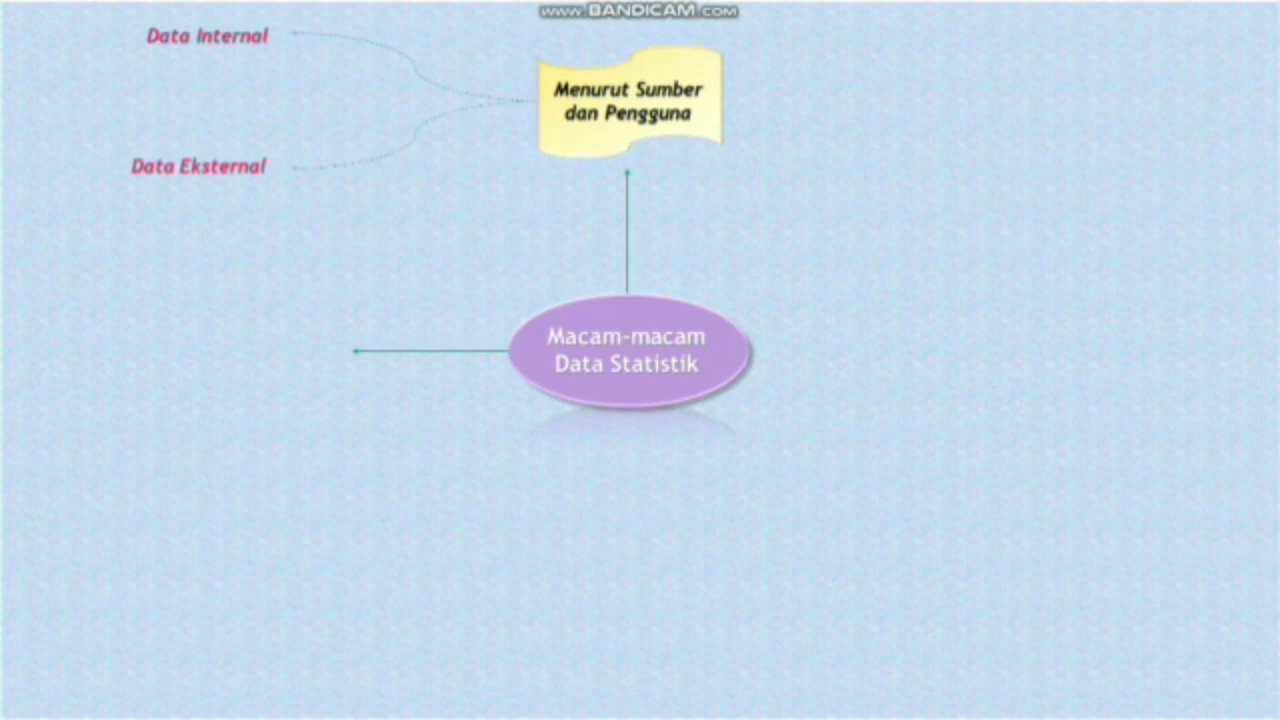 www.BANDICAM.com
Data Internal
Menurut Sumber
dan Pengguna
Data Eksternal
Macam-macam
Data Statistik